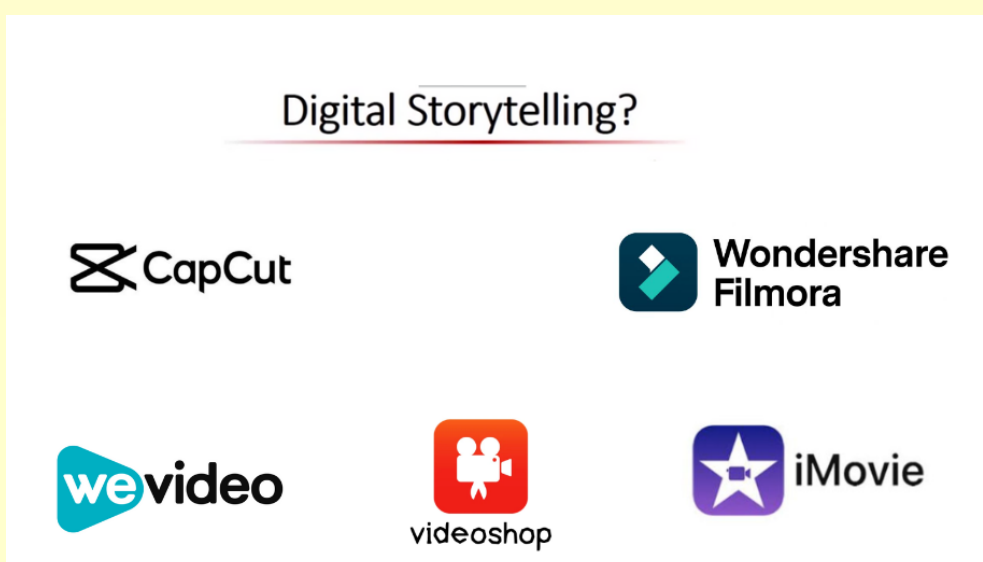 Digital Storytelling?
CapCut
Wondershare
Filmora
wevideo
videoshop
iMovie